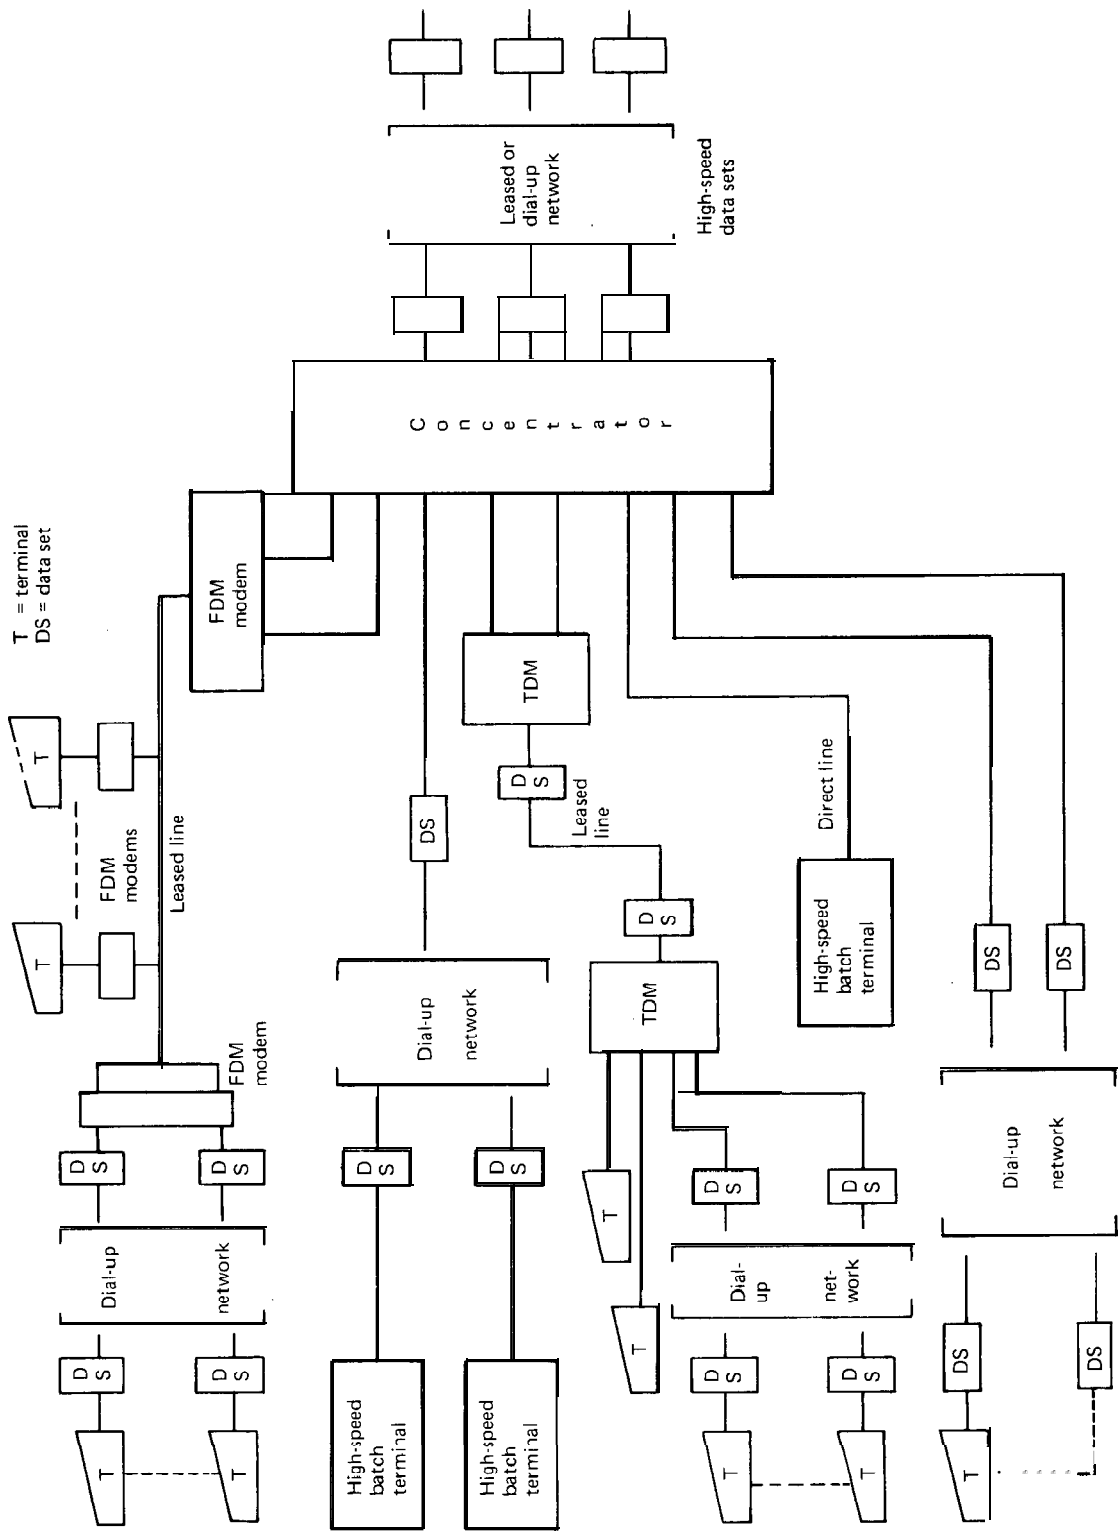 T = terminal
DS = data set
T
T
FDM
modems
Leased line
FDM
modem
FDM
modem
D
S
D
S
Dial-up
network
D
S
D
S
T
T
Concentrator
Leased or
dial-up
network
High-speed
data sets
DS
Dial-up
network
D
S
D
S
High-speed
batch
terminal
High-speed
batch
terminal
TDM
D
S
Leased
line
D
S
TDM
T
T
D
S
D
S
Dial-
up
net-
work
D
S
D
S
T
T
Direct line
High-speed
batch
terminal
DS
DS
Dial-up
network
DS
DS
T